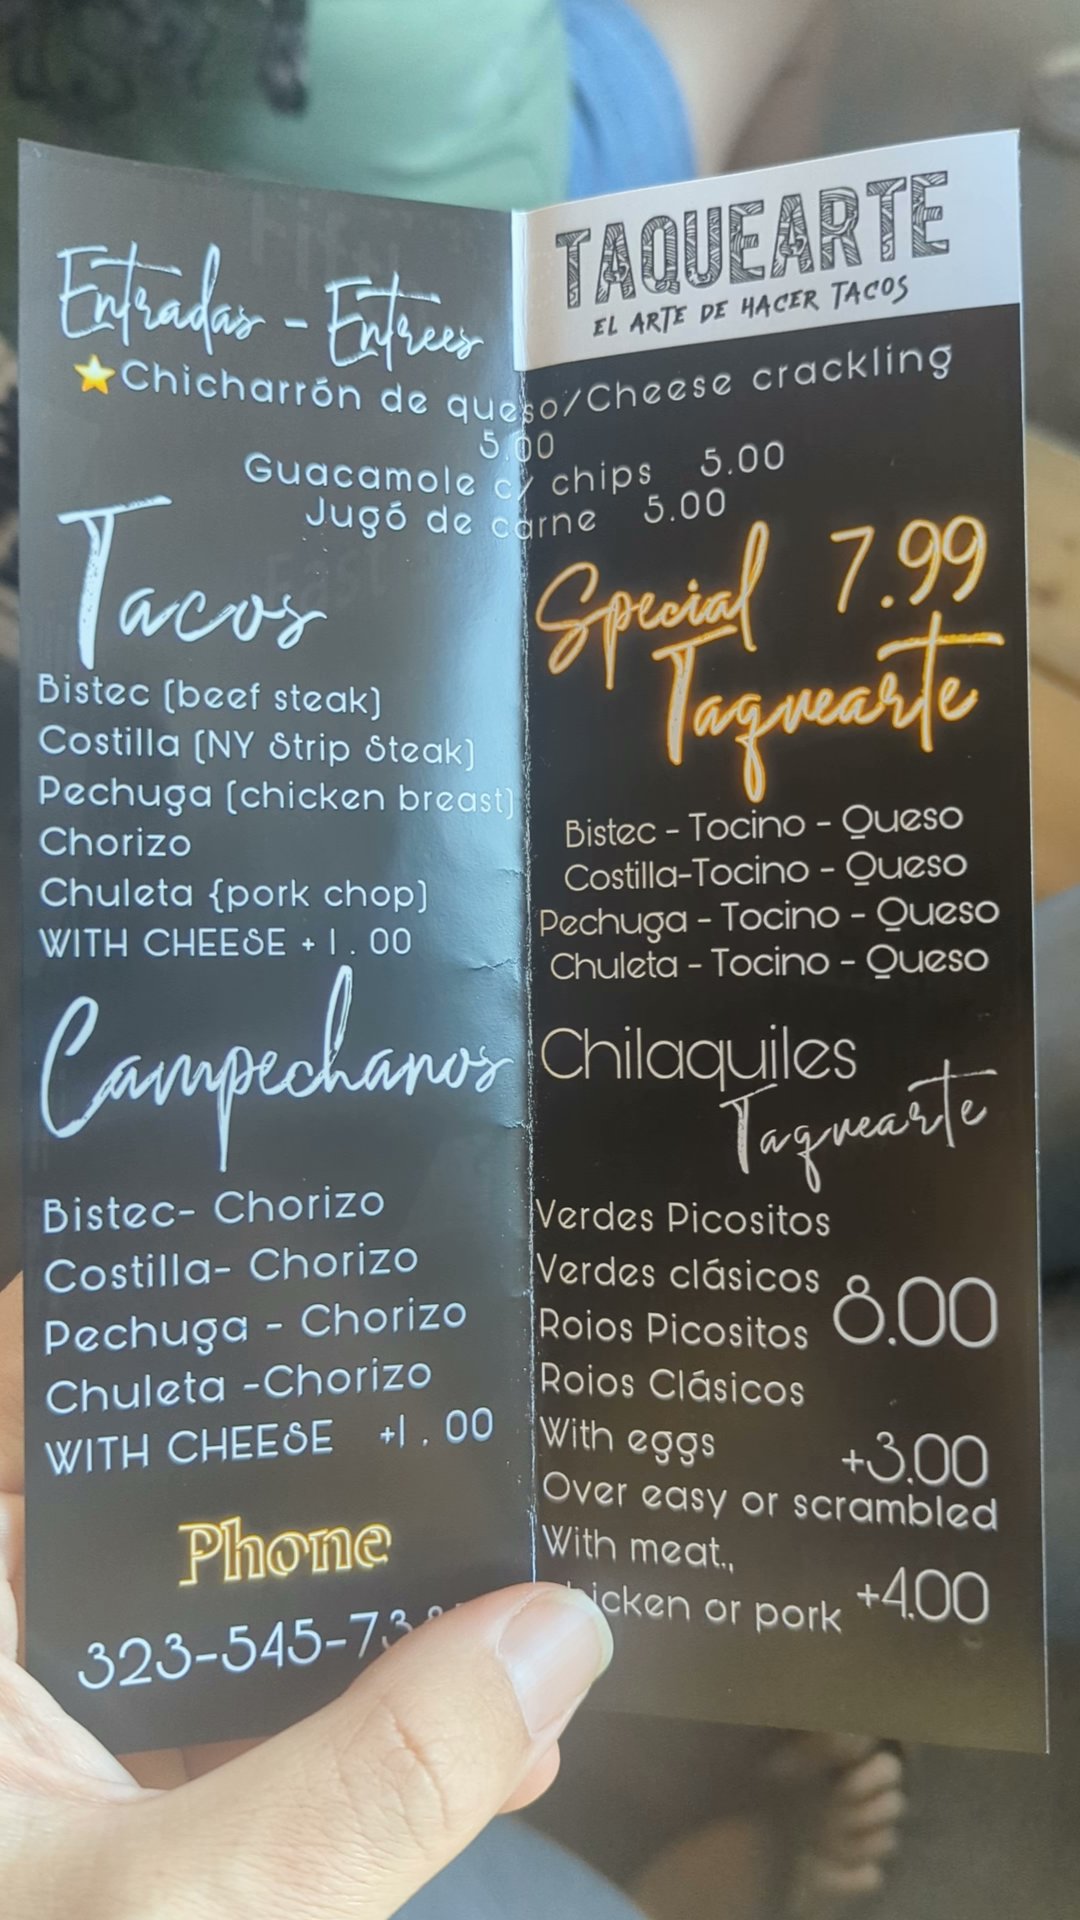 TAQUEARTE
EL ARTE DE HACER TACOS
Entradas - Entrees
⭐Chicharrón de queso/Cheese crackling
5.00
Guacamole c/ chips 5.00
Jugó de carne 5.00
Tacos
Bistec (beef steak)
Costilla (NY Strip Steak)
Pechuga (chicken breast)
Chorizo
Chuleta {pork chop)
WITH CHEESE + 1.00
Campechanos
Bistec- Chorizo
Costilla- Chorizo
Pechuga - Chorizo
Chuleta -Chorizo
WITH CHEESE +1.00
Phone
323-545-73
Special 7.99
Taquearte
Bistec - Tocino - Queso
Costilla-Tocino - Queso
Pechuga - Tocino - Queso
Chuleta - Tocino - Queso
Chilaquiles
Taquearte
Verdes Picositos
Verdes clásicos
8.00
Roios Picositos
Roios Clásicos
With eggs +3.00
Over easy or scrambled
With meat.,
or pork +4.00